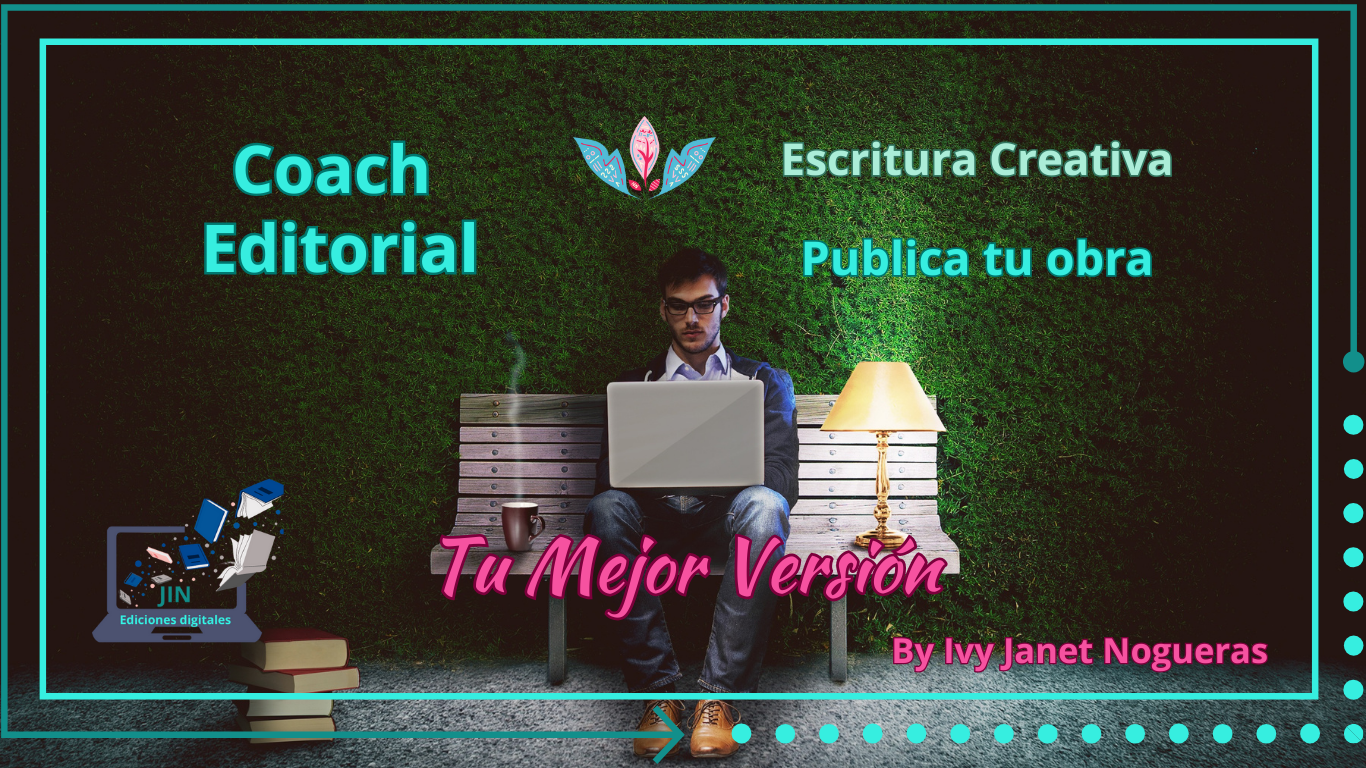 Coach
Editorial
Escritura Creativa
Publica tu obra
Tu Mejor Versión
JIN
Ediciones digitales
By Ivy Janet Nogueras